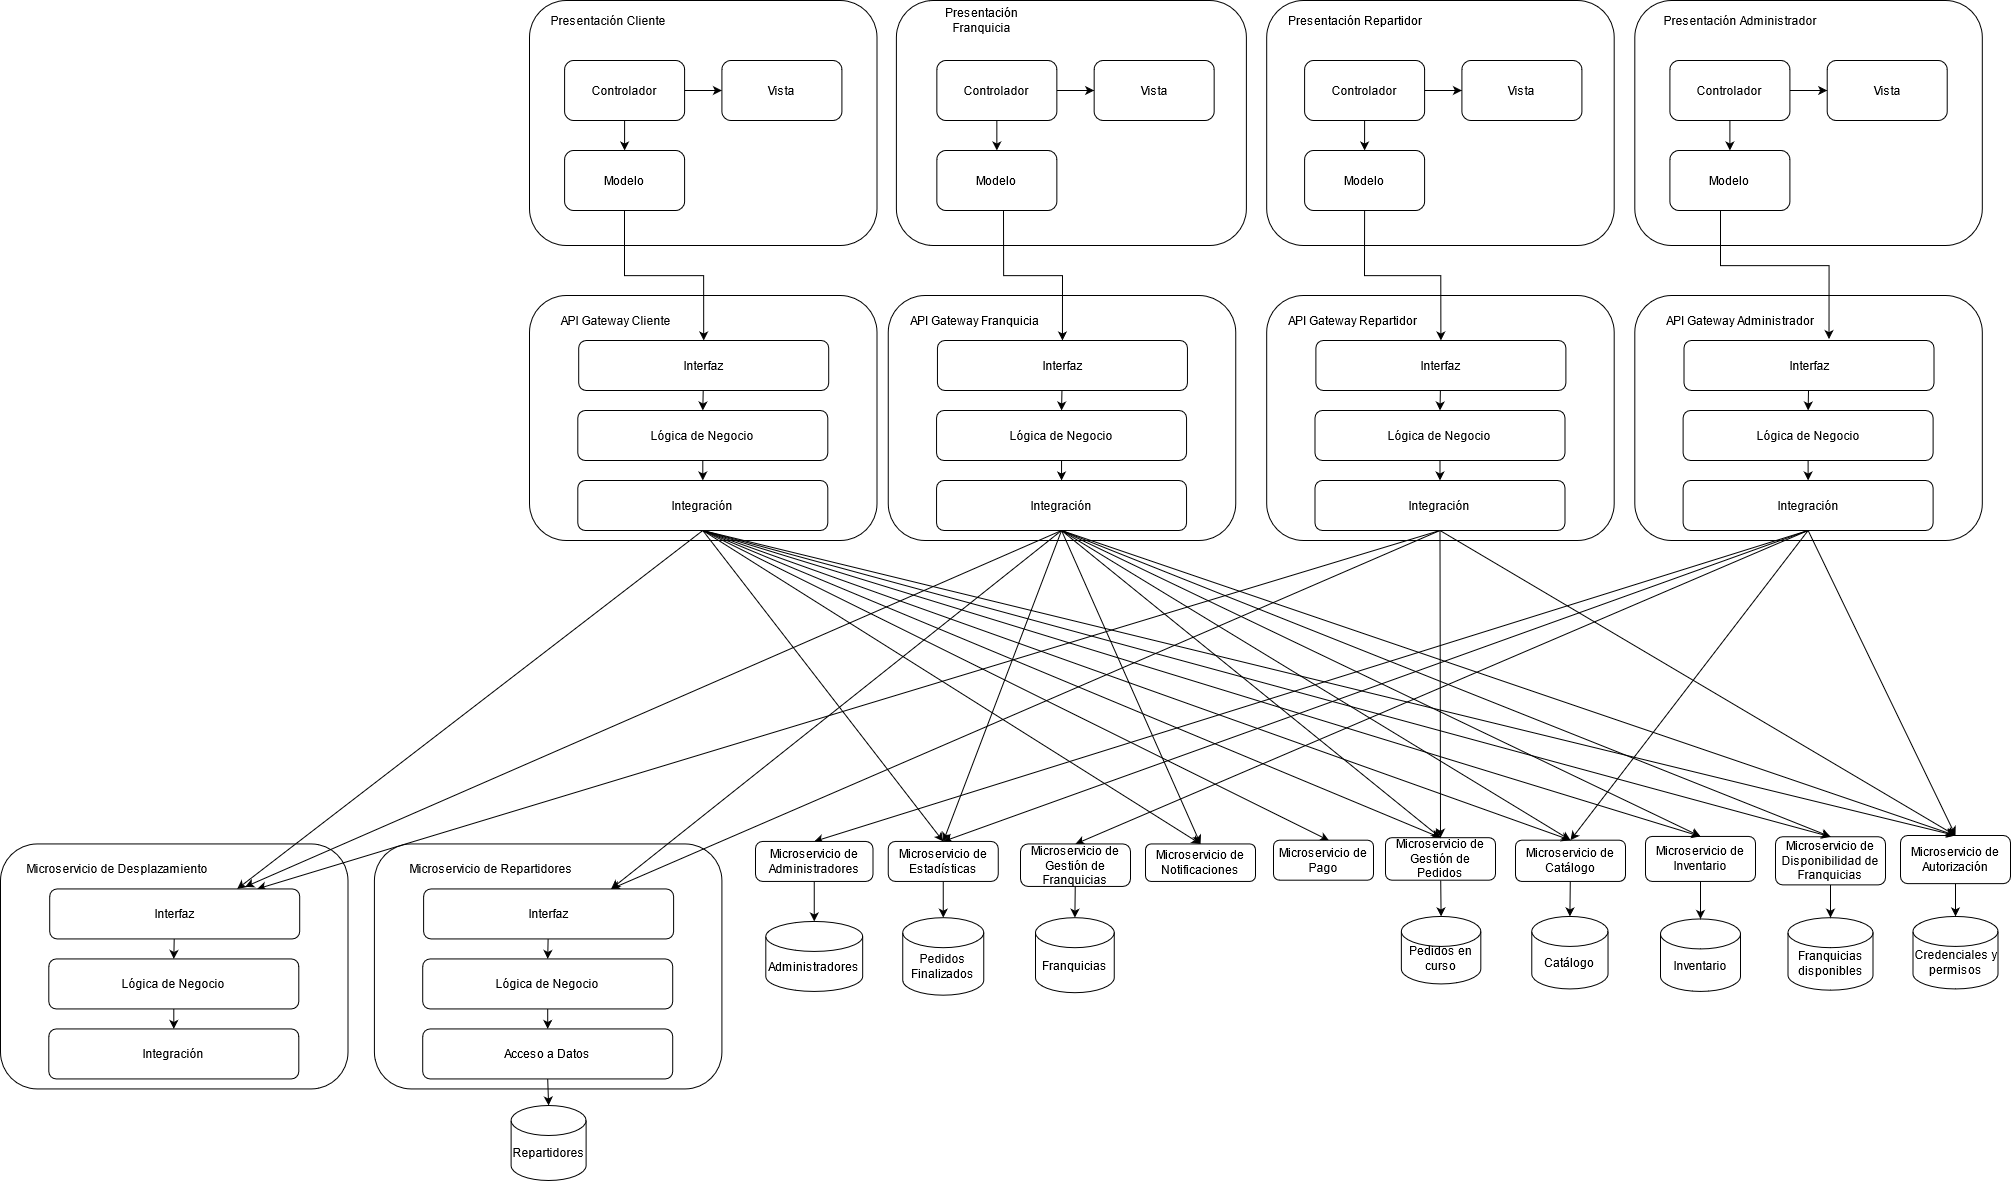 Presentación Cliente
Controlador
Vista
Modelo
Presentación
Franquicia
Controlador
Vista
Modelo
Presentación Repartidor
Controlador
Vista
Modelo
Presentación Administrador
Controlador
Vista
Modelo
API Gateway Cliente
Interfaz
Lógica de Negocio
Integración
API Gateway Franquicia
Interfaz
Lógica de Negocio
Integración
API Gateway Repartidor
Interfaz
Lógica de Negocio
Integración
API Gateway Administrador
Interfaz
Lógica de Negocio
Integración
Microservicio de Desplazamiento
Interfaz
Lógica de Negocio
Integración
Microservicio de Repartidores
Interfaz
Lógica de Negocio
Acceso a Datos
Repartidores
Microservicio de
Administradores
Administradores
Microservicio de
Estadísticas
Pedidos
Finalizados
Microservicio de
Gestión de
Franquicias
Franquicias
Microservicio de
Notificaciones
Microservicio de
Pago
Microservicio de
Gestión de
Pedidos
Pedidos en
curso
Microservicio de
Catálogo
Catálogo
Microservicio de
Inventario
Inventario
Microservicio de
Disponibilidad de
Franquicias
Franquicias
disponibles
Microservicio de
Autorización
Credenciales y
permisos